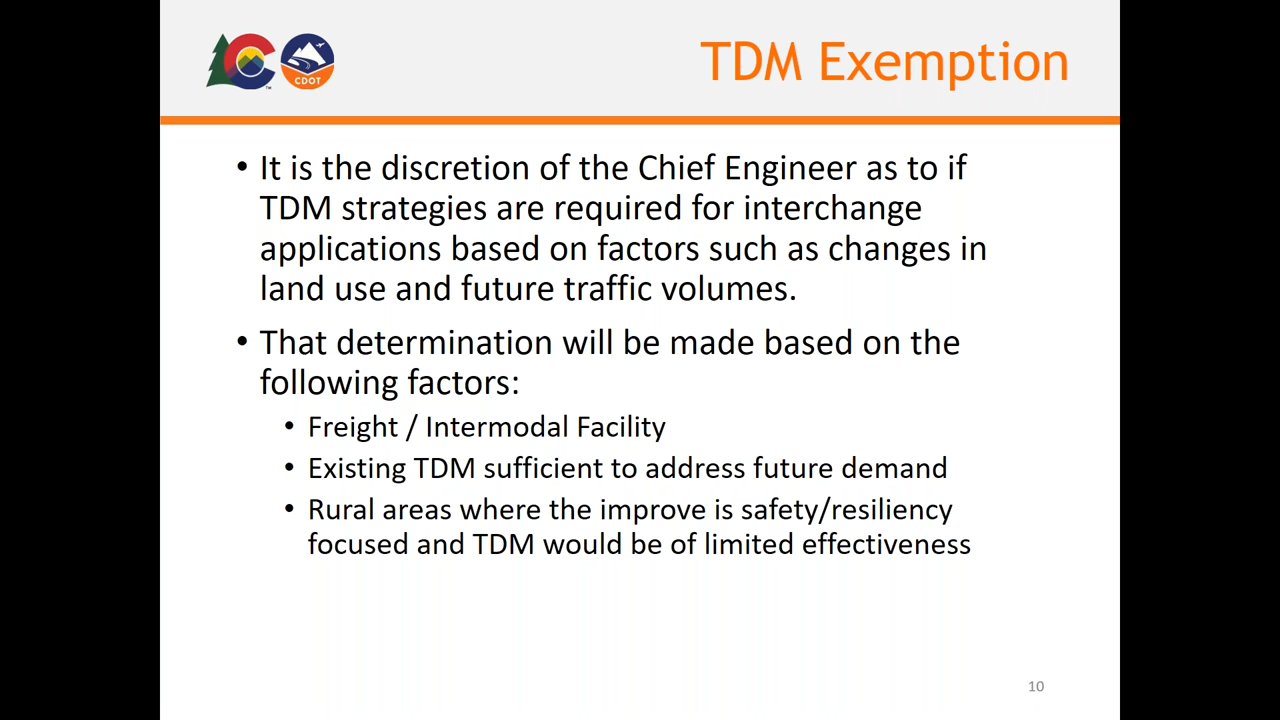 CDOT
TM
TDM Exemption
• It is the discretion of the Chief Engineer as to if
TDM strategies are required for interchange
applications based on factors such as changes in
land use and future traffic volumes.
• That determination will be made based on the
following factors:
• Freight / Intermodal Facility
• Existing TDM sufficient to address future demand
• Rural areas where the improve is safety/resiliency
focused and TDM would be of limited effectiveness
10